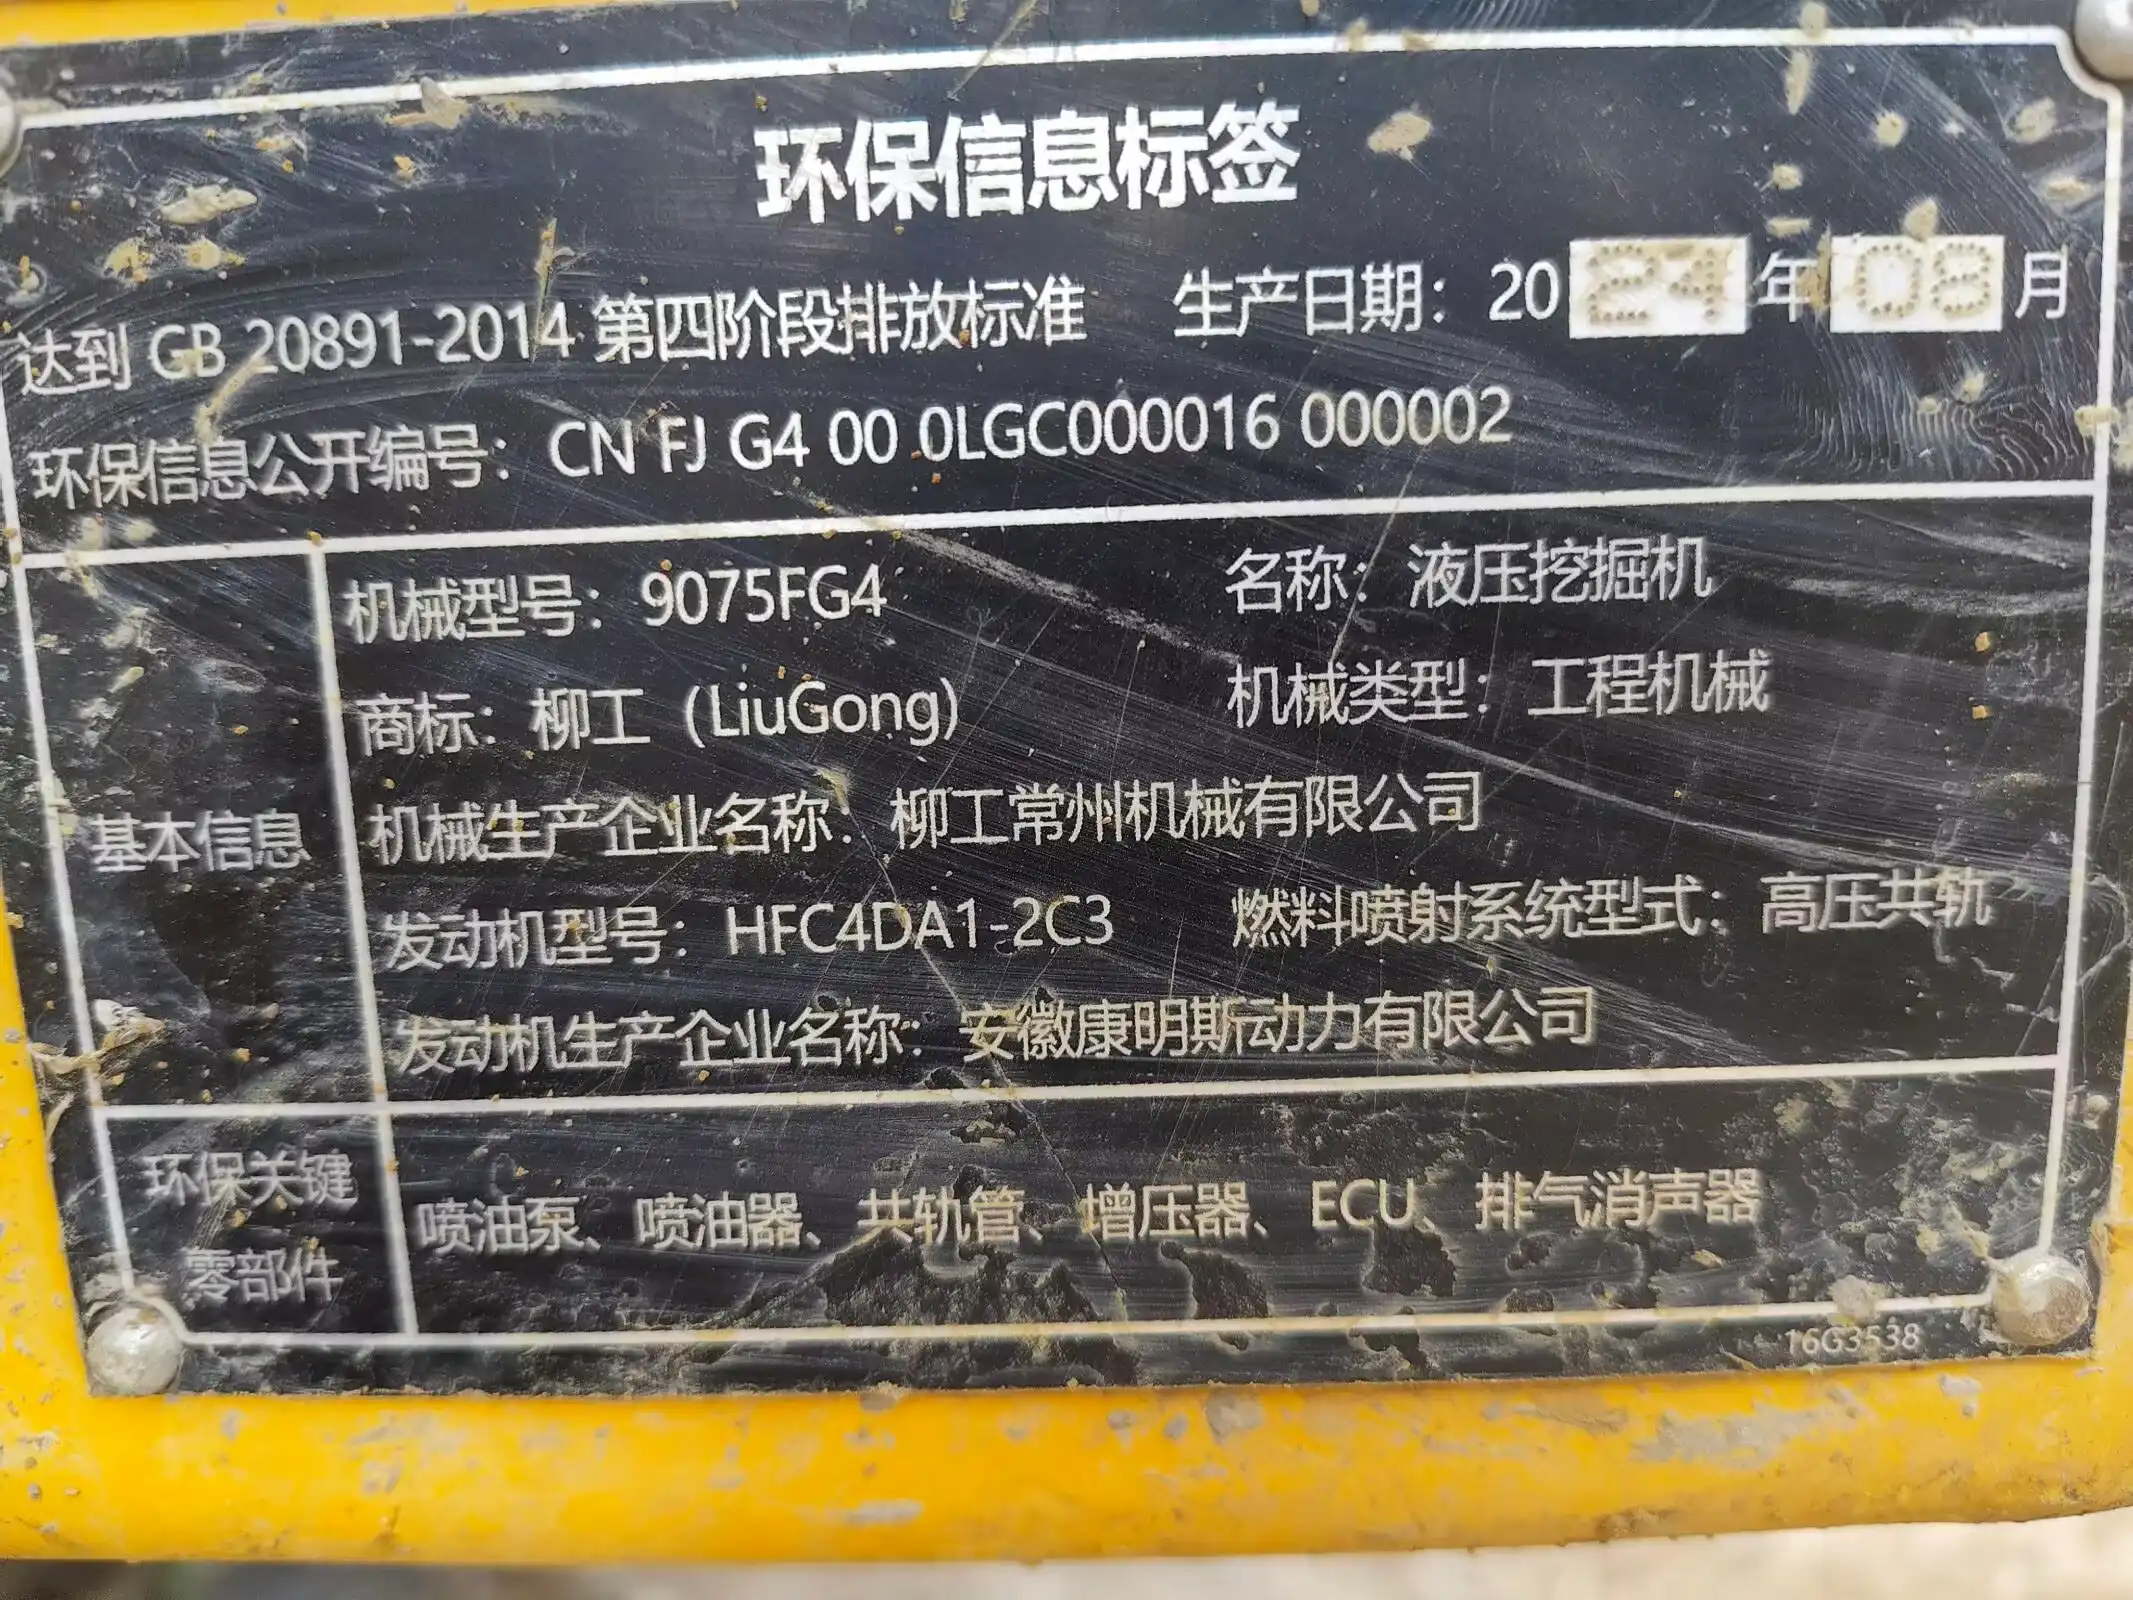 环保信息标签
达到 GB 20891-2014 第四阶段排放标准 生产日期：2024年08月
环保信息公开编号：CN FJ G4 00 0LGC000016 000002
机械型号：9075FG4 名称：液压挖掘机
商标：柳工（LiuGong) 机械类型：工程机械
基本信息 机械生产企业名称：柳工常州机械有限公司
发动机型号：HFC4DA1-2C3 燃料喷射系统型式：高压共轨
发动机生产企业名称：安徽康明斯动力有限公司
环保关键
零部件
喷油泵、喷油器、共轨管、增压器、ECU、排气消声器
16G3538